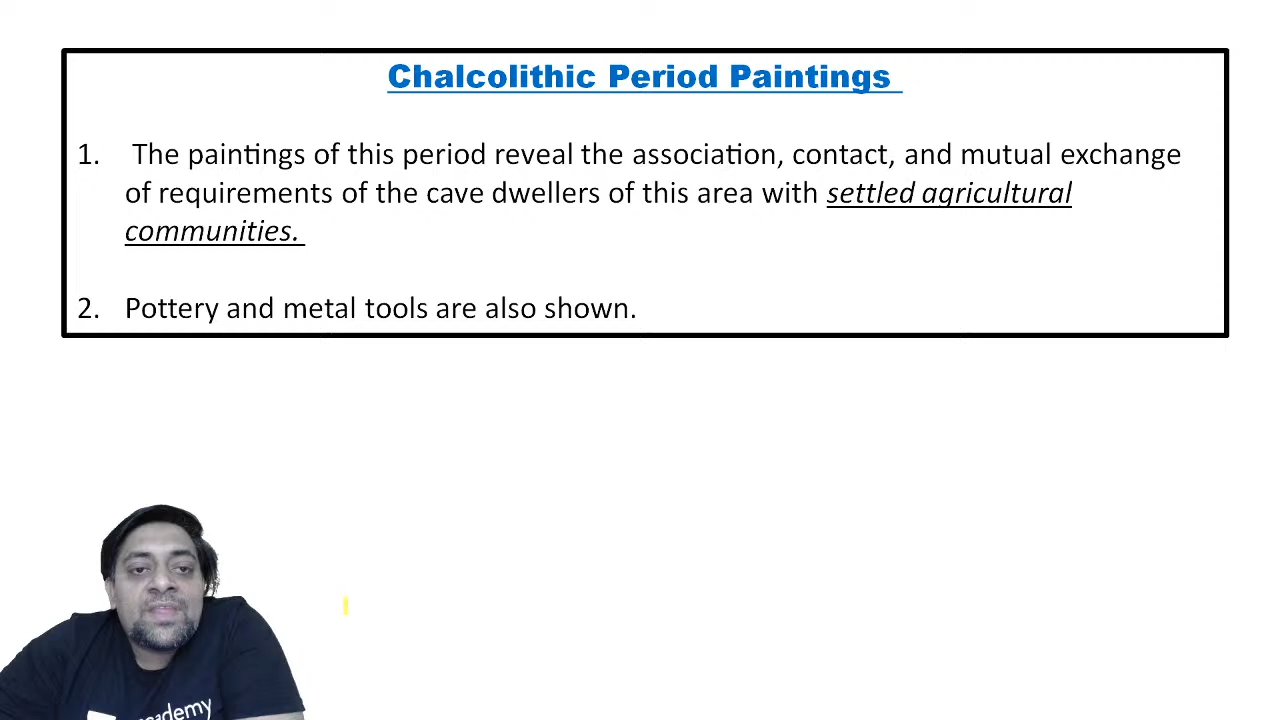 Chalcolithic Period Paintings
1. The paintings of this period reveal the association, contact, and mutual exchange
of requirements of the cave dwellers of this area with settled agricultural
communities.
2. Pottery and metal tools are also shown.